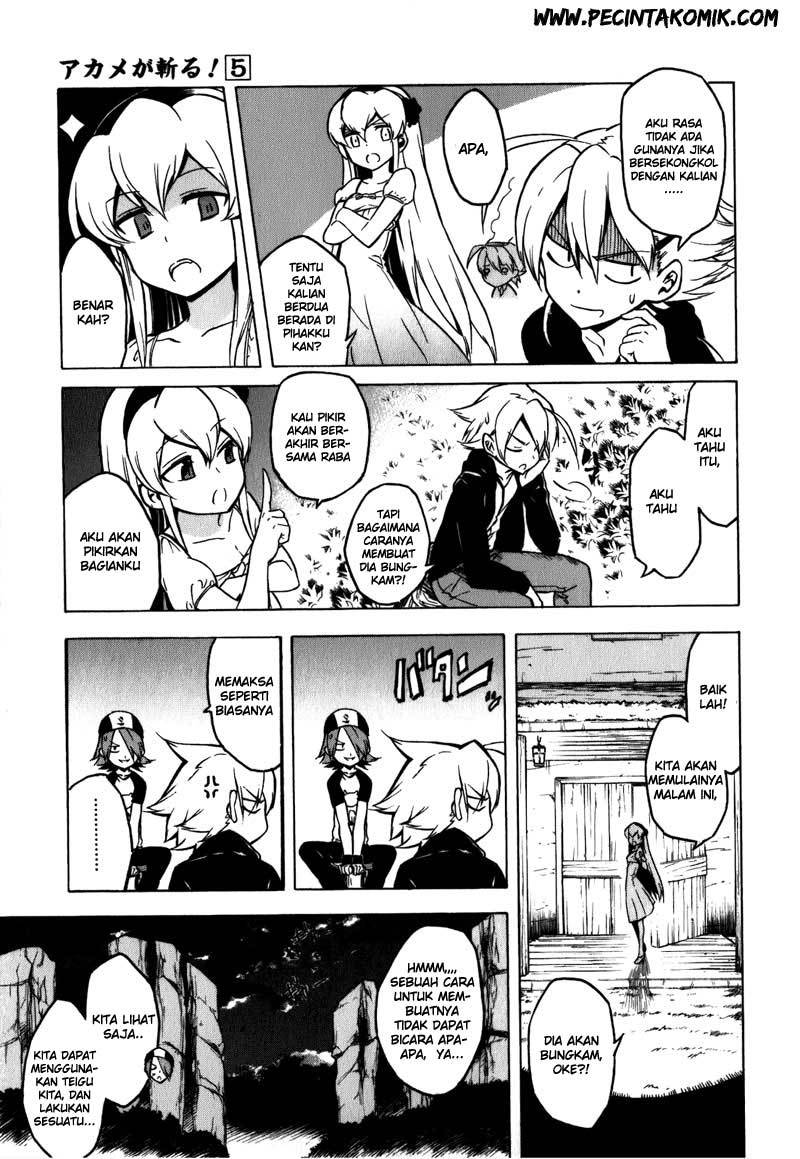 WWW.PECINTAKOMIK.COM
アカメが斬る! 5
AKU RASA
TIDAK ADA
GUNANYA JIKA
BERSEKONGKOL
DENGAN KALIAN
.....
APA,
TENTU
SAJA
KALIAN
BERDUA
BERADA DI
PIHAKKU
KAN?
BENAR
KAH?
AKU
TAHU
ITU,
AKU
TAHU
KAU PIKIR
AKAN BER-
AKHIR BER-
SAMA RABA
TAPI
BAGAIMANA
CARANYA
MEMBUAT
DIA BUNG-
KAM?!
AKU AKAN
PIKIRKAN
BAGIANKU
BAIK
LAH!
KITA AKAN
MEMULAINYA
MALAM INI,
DIA AKAN
BUNGKAM,
OKE?!
バタン
MEMAKSA
SEPERTI
BIASANYA
.........
HMMM,,,,
SEBUAH CARA
UNTUK MEM-
BUATNYA
TIDAK DAPAT
BICARA APA-
APA, YA...
KITA LIHAT
SAJA..
KITA DAPAT
MENGGUNA-
KAN TEIGU
KITA, DAN
LAKUKAN
SESUATU...